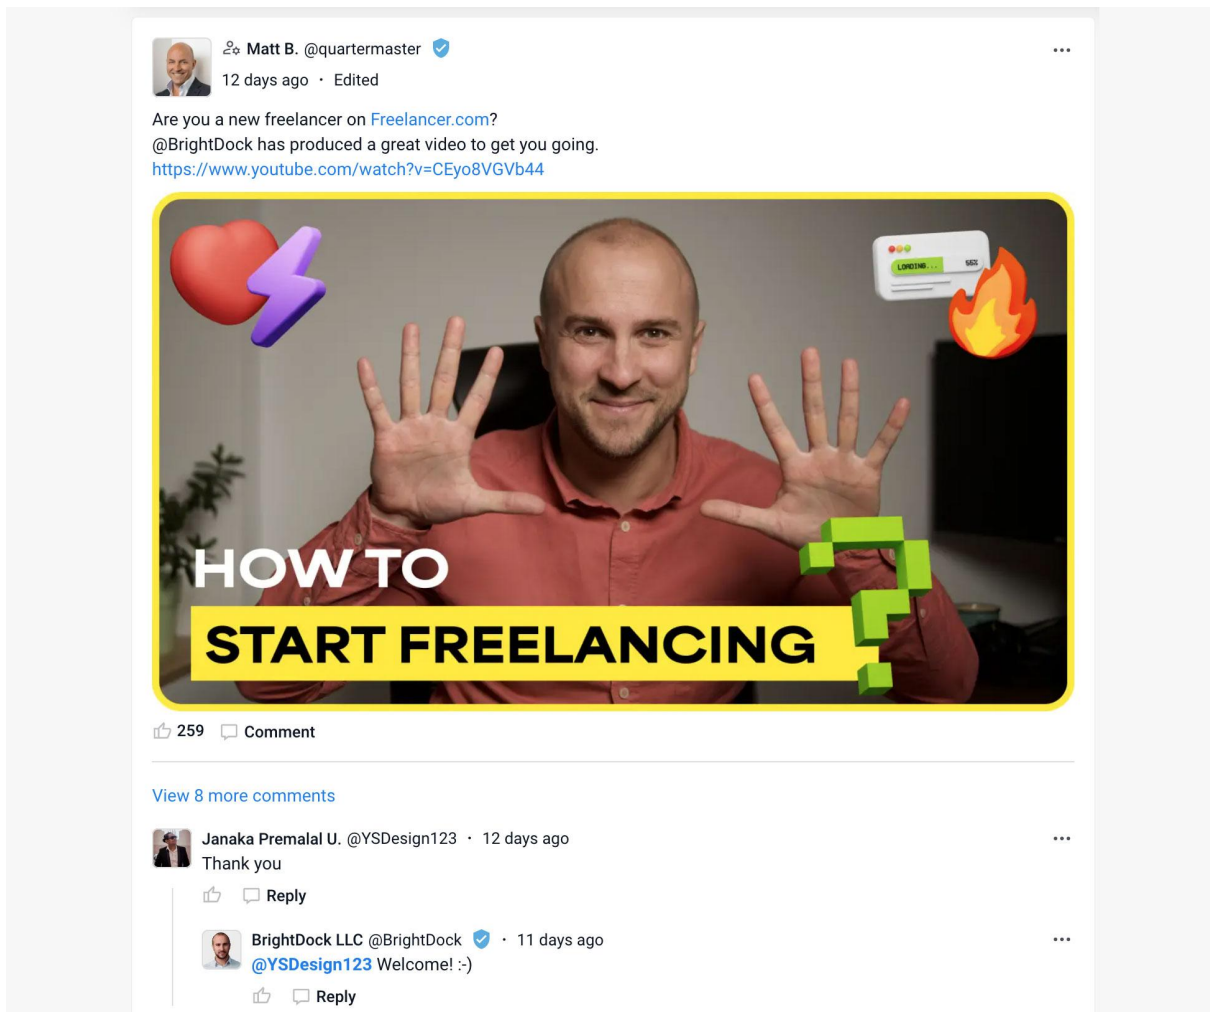 Matt B. @quartermaster
12 days ago · Edited
Are you a new freelancer on Freelancer.com?
@BrightDock has produced a great video to get you going.
https://www.youtube.com/watch?v=CEyo8VGVb44
LOADING... 55%
HOW TO
START FREELANCING
?
259 Comment
View 8 more comments
Janaka Premalal U. @YSDesign123 · 12 days ago
Thank you
Reply
BrightDock LLC @BrightDock · 11 days ago
@YSDesign123 Welcome! :-)
Reply